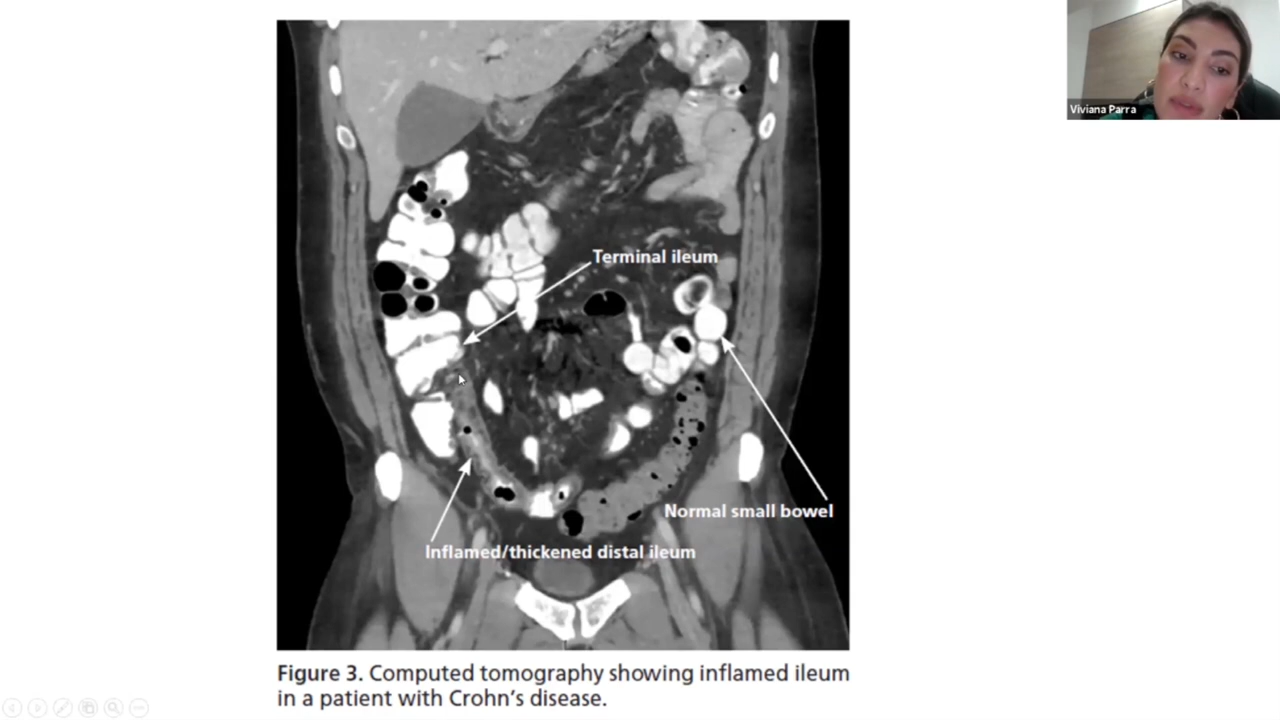 Viviana Parra
Terminal ileum
Normal small bowel
Inflamed/thickened distal ileum
Figure 3. Computed tomography showing inflamed ileum
in a patient with Crohn’s disease.